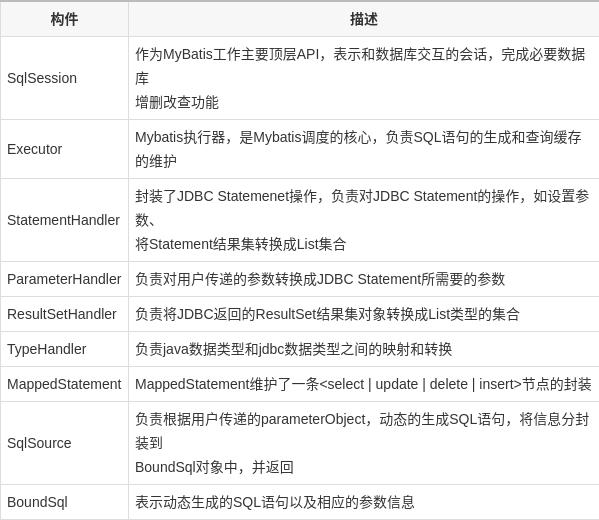 构件 描述
作为MyBatis工作主要顶层API，表示和数据库交互的会话，完成必要数据
SqlSession 库
增删改查功能
Mybatis执行器，是Mybatis调度的核心，负责SQL语句的生成和查询缓存
Executor
的维护
封装了JDBC Statemenet操作，负责对JDBC Statement的操作，如设置参
StatementHandler 数、
将Statement结果集转换成List集合
ParameterHandler 负责对用户传递的参数转换成JDBC Statement所需要的参数
ResultSetHandler 负责将JDBC返回的ResultSet结果集对象转换成List类型的集合
TypeHandler 负责java数据类型和jdbc数据类型之间的映射和转换
MappedStatement MappedStatement维护了一条<select | update | delete | insert>节点的封装
负责根据用户传递的parameterObject，动态的生成SQL语句，将信息分封
SqlSource 装到
BoundSql对象中，并返回
BoundSql 表示动态生成的SQL语句以及相应的参数信息